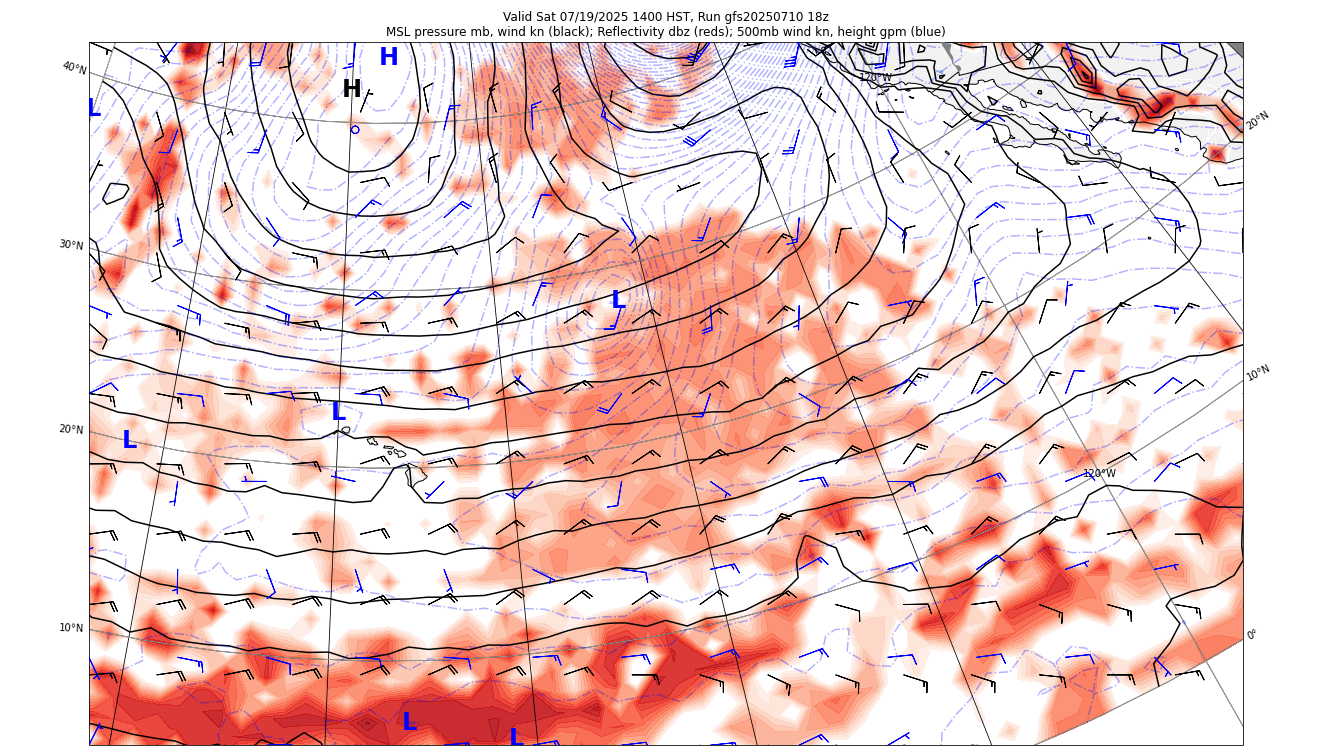 Valid Sat 07/19/2025 1400 HST, Run gfs20250710 18z
MSL pressure mb, wind kn (black); Reflectivity dbz (reds); 500mb wind kn, height gpm (blue)
H
40°N
120°W
H
L
20°N
30°N
L
10°N
L
20°N
L
120°W
10°N
0°
L
L